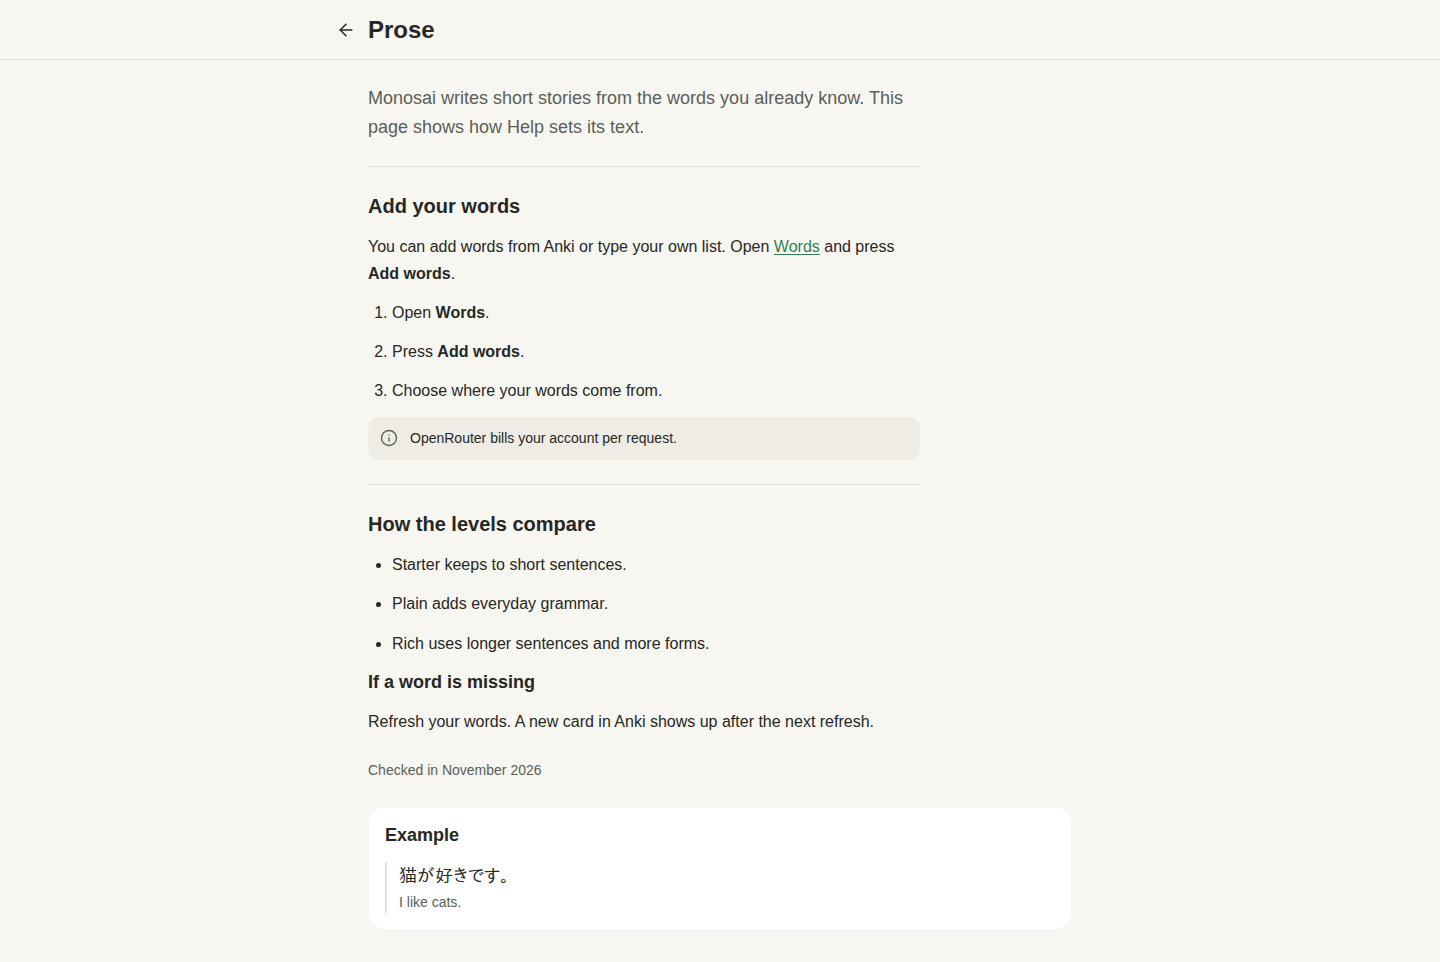 Prose
Monosai writes short stories from the words you already know. This
page shows how Help sets its text.
Add your words
You can add words from Anki or type your own list. Open Words and press
Add words.
1. Open Words.
2. Press Add words.
3. Choose where your words come from.
OpenRouter bills your account per request.
How the levels compare
• Starter keeps to short sentences.
• Plain adds everyday grammar.
• Rich uses longer sentences and more forms.
If a word is missing
Refresh your words. A new card in Anki shows up after the next refresh.
Checked in November 2026
Example
猫が好きです。
I like cats.